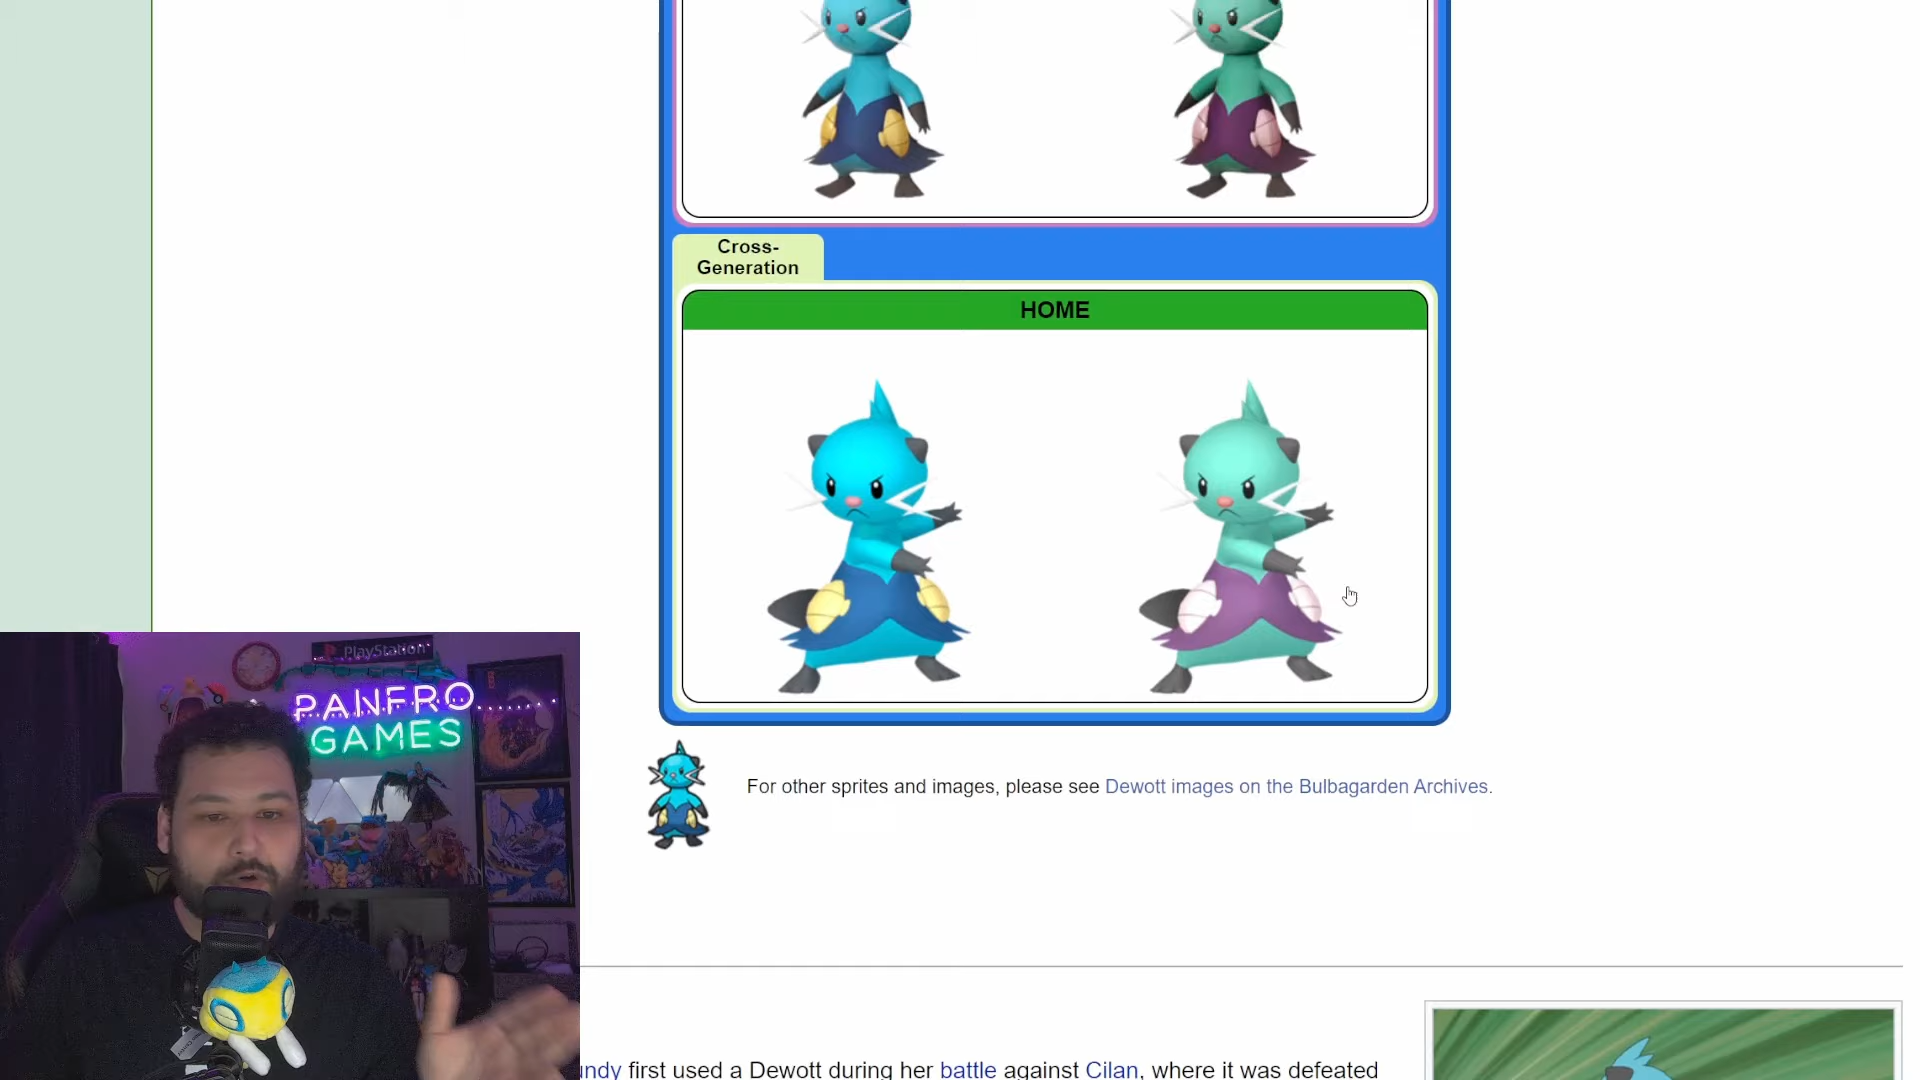 Cross-
Generation
HOME
PlayStation
PANFRO
GAMES
For other sprites and images, please see Dewott images on the Bulbagarden Archives.
undy first used a Dewott during her battle against Cilan, where it was defeated